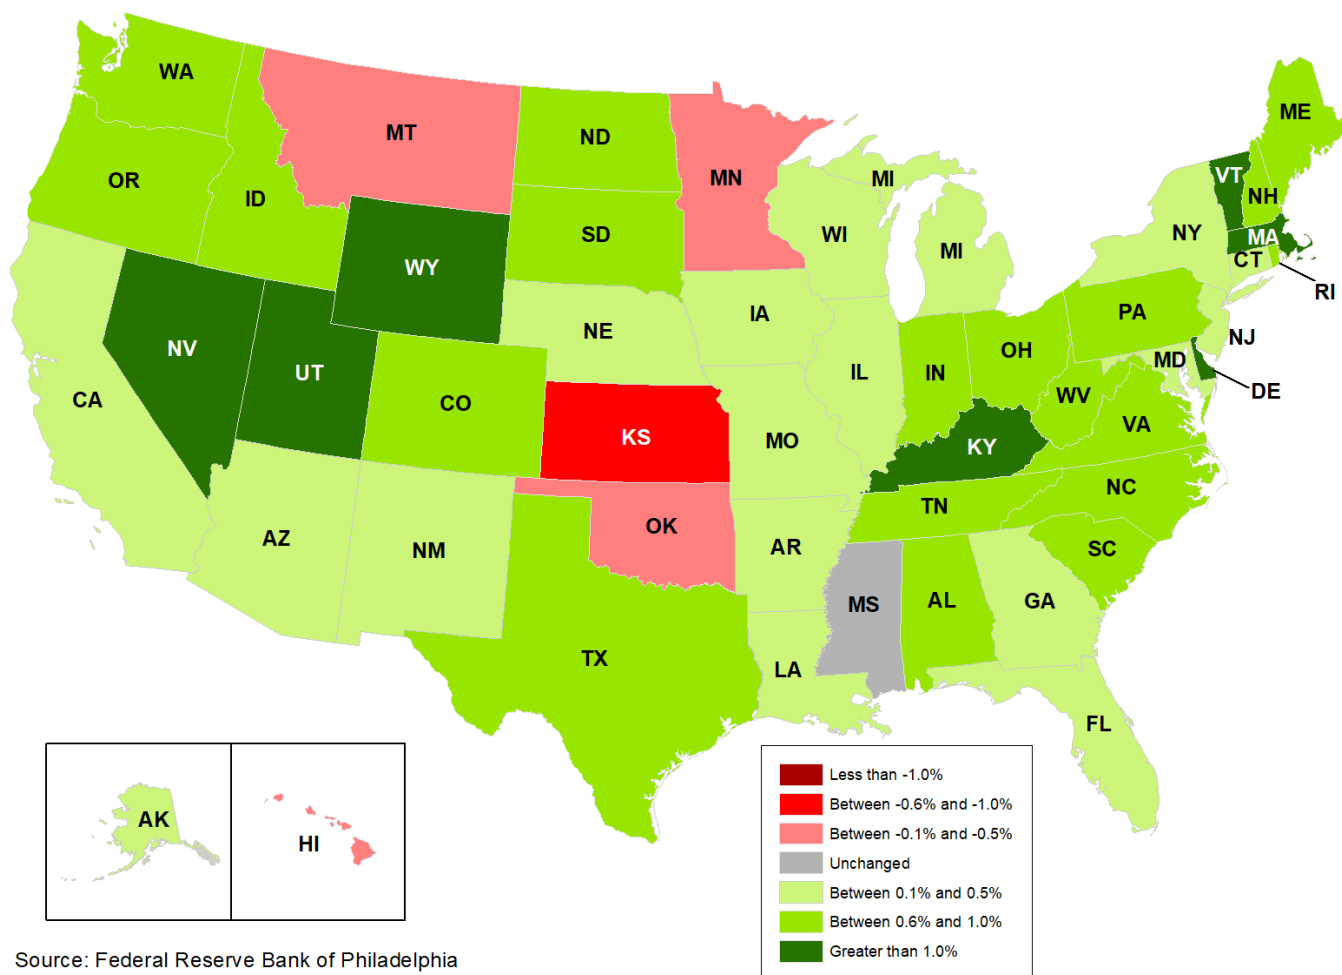 WA
MT
ND
MN
ME
OR
ID
SD
MI
VT
NH
WY
WI
NY
MA
MI
CT
RI
NV
UT
NE
IA
PA
NJ
CA
CO
IL
IN
OH
MD
DE
KS
MO
WV
VA
KY
AZ
NM
OK
AR
TN
NC
SC
MS
AL
GA
TX
LA
FL
AK
HI
Less than -1.0%
Between -0.6% and -1.0%
Between -0.1% and -0.5%
Unchanged
Between 0.1% and 0.5%
Between 0.6% and 1.0%
Greater than 1.0%
Source: Federal Reserve Bank of Philadelphia